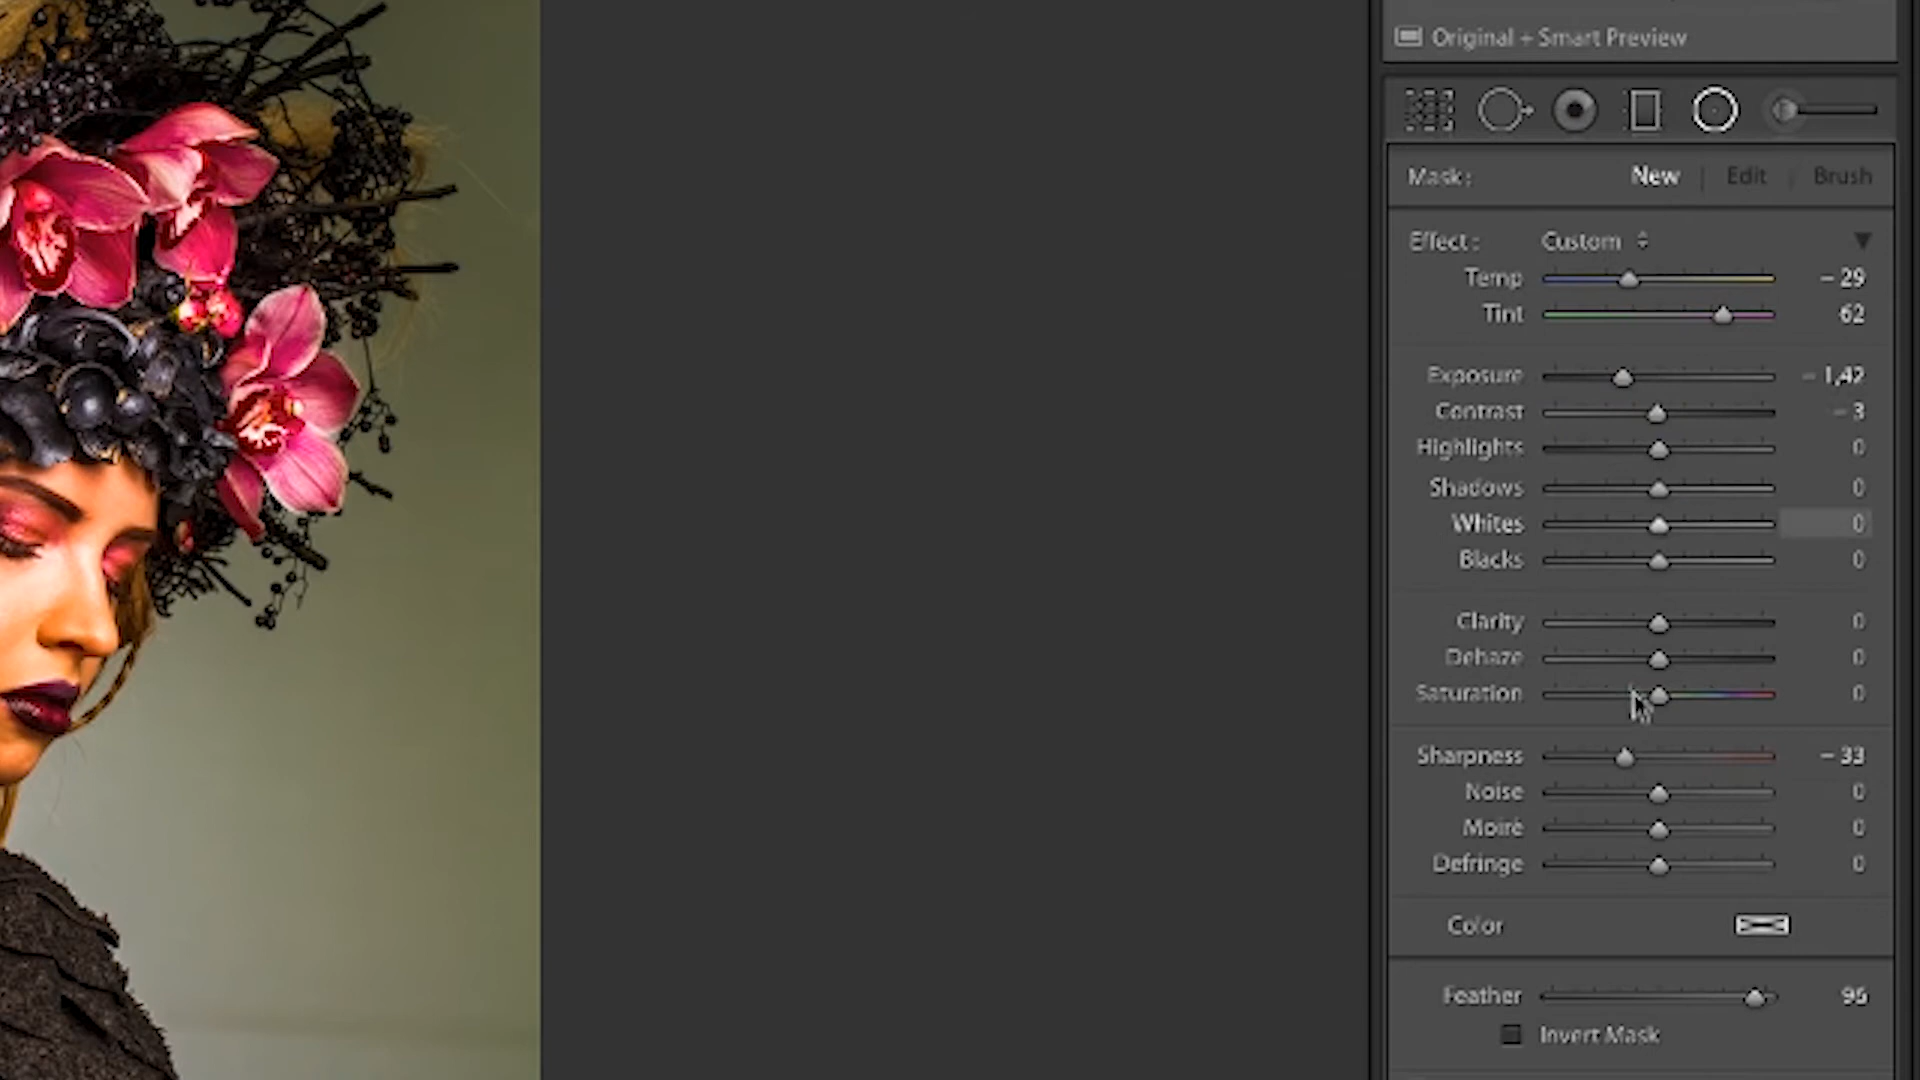 Original + Smart Preview
Mask : New | Edit | Brush
Effect : Custom
Temp - 29
Tint 62
Exposure - 1,42
Contrast - 3
Highlights 0
Shadows 0
Whites 0
Blacks 0
Clarity 0
Dehaze 0
Saturation 0
Sharpness - 33
Noise 0
Moiré 0
Defringe 0
Color
Feather 96
Invert Mask